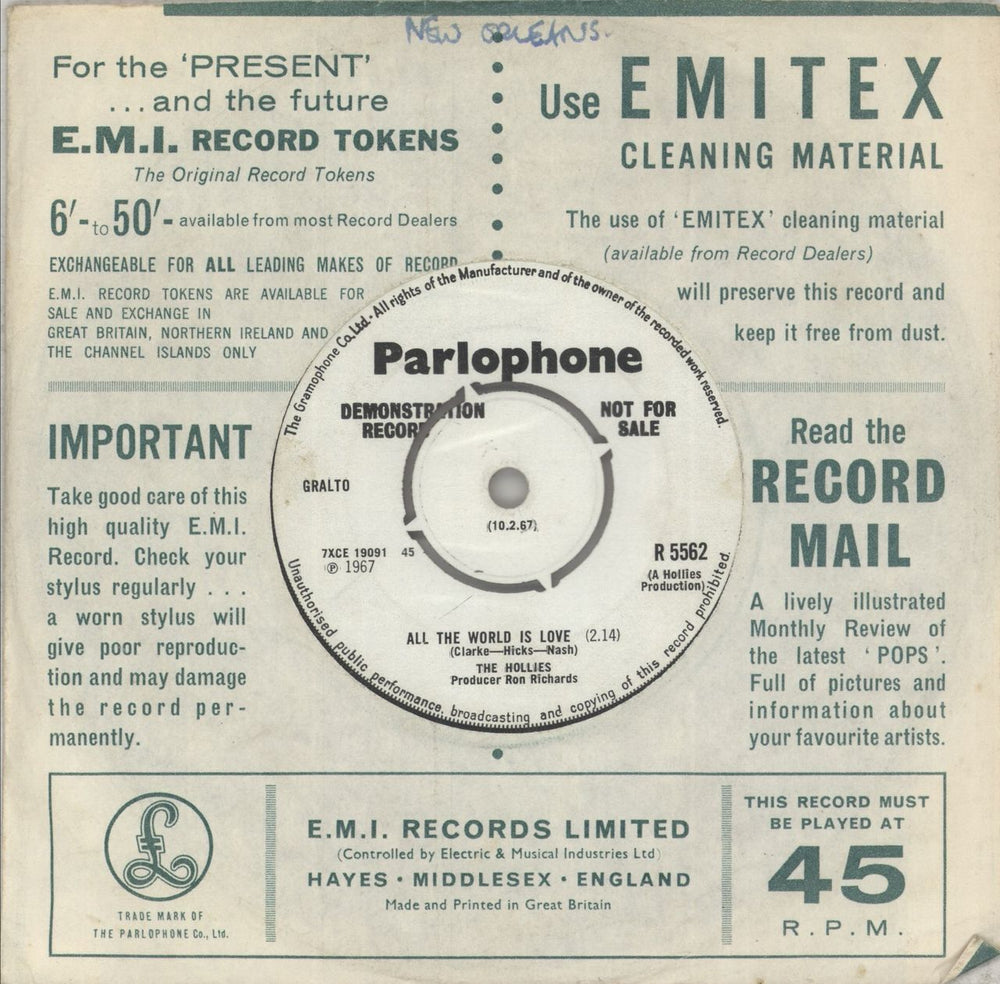 NEW ORLEANS.
For the ‘PRESENT’
...and the future
E.M.I. RECORD TOKENS
The Original Record Tokens
6′- to 50′- available from most Record Dealers
EXCHANGEABLE FOR ALL LEADING MAKES OF RECORD
E.M.I. RECORD TOKENS ARE AVAILABLE FOR
SALE AND EXCHANGE IN
GREAT BRITAIN, NORTHERN IRELAND AND
THE CHANNEL ISLANDS ONLY
Use EMITEX
CLEANING MATERIAL
The use of ‘EMITEX’ cleaning material
(available from Record Dealers)
will preserve this record and
keep it free from dust.
IMPORTANT
Take good care of this
high quality E.M.I.
Record. Check your
stylus regularly . . .
a worn stylus will
give poor reproduc-
tion and may damage
the record per-
manently.
The Gramophone Co. Ltd. · All rights of the Manufacturer and of the owner of the recorded work reserved.
Parlophone
DEMONSTRATION
RECORD
NOT FOR
SALE
GRALTO
(10.2.67)
7XCE 19091 45
℗ 1967
R 5562
(A Hollies
Production)
ALL THE WORLD IS LOVE (2.14)
(Clarke—Hicks—Nash)
THE HOLLIES
Producer Ron Richards
Unauthorised public performance, broadcasting and copying of this record prohibited.
Read the
RECORD
MAIL
A lively illustrated
Monthly Review of
the latest ‘POPS’.
Full of pictures and
information about
your favourite artists.
£
TRADE MARK OF
THE PARLOPHONE Co., Ltd.
E.M.I. RECORDS LIMITED
(Controlled by Electric & Musical Industries Ltd)
HAYES · MIDDLESEX · ENGLAND
Made and Printed in Great Britain
THIS RECORD MUST
BE PLAYED AT
45
R.P.M.